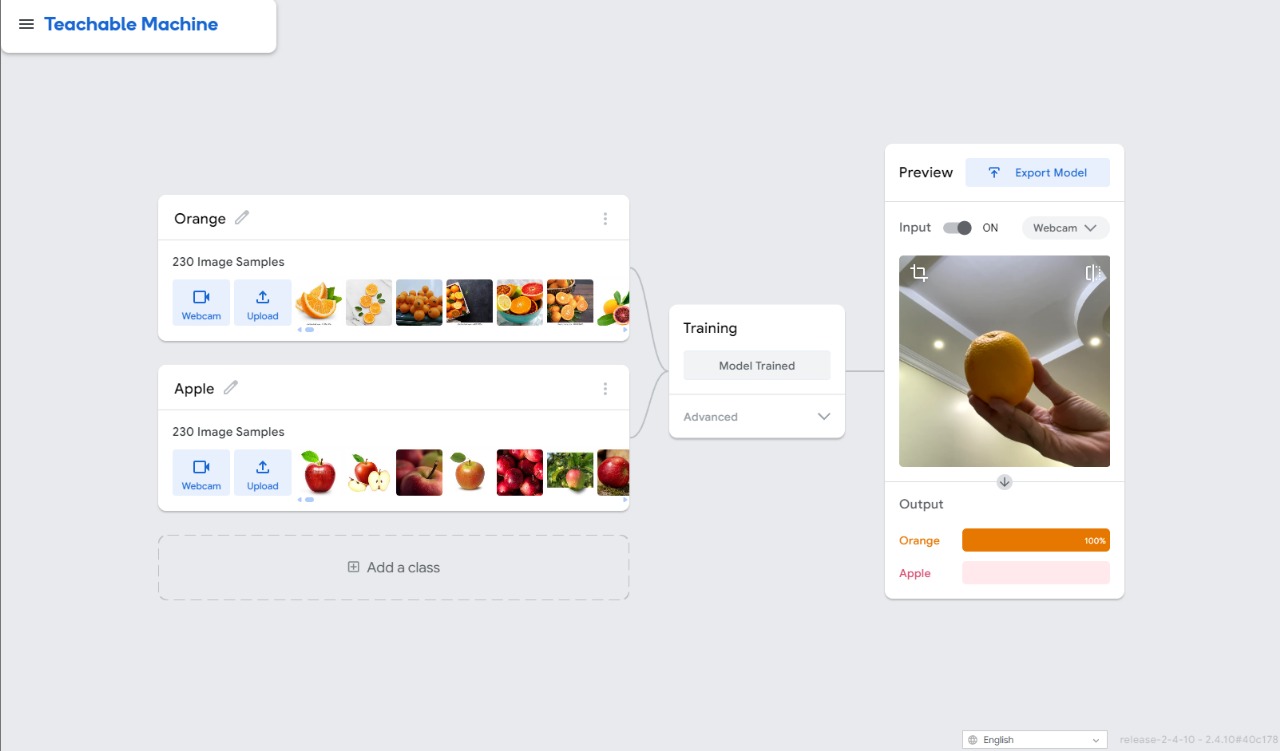 Teachable Machine
Orange
230 Image Samples
Webcam
Upload
Apple
230 Image Samples
Webcam
Upload
Add a class
Training
Model Trained
Advanced
Preview
Export Model
Input
ON
Webcam
Output
Orange
100%
Apple
English
release-2-4-10 - 2.4.10#40c178